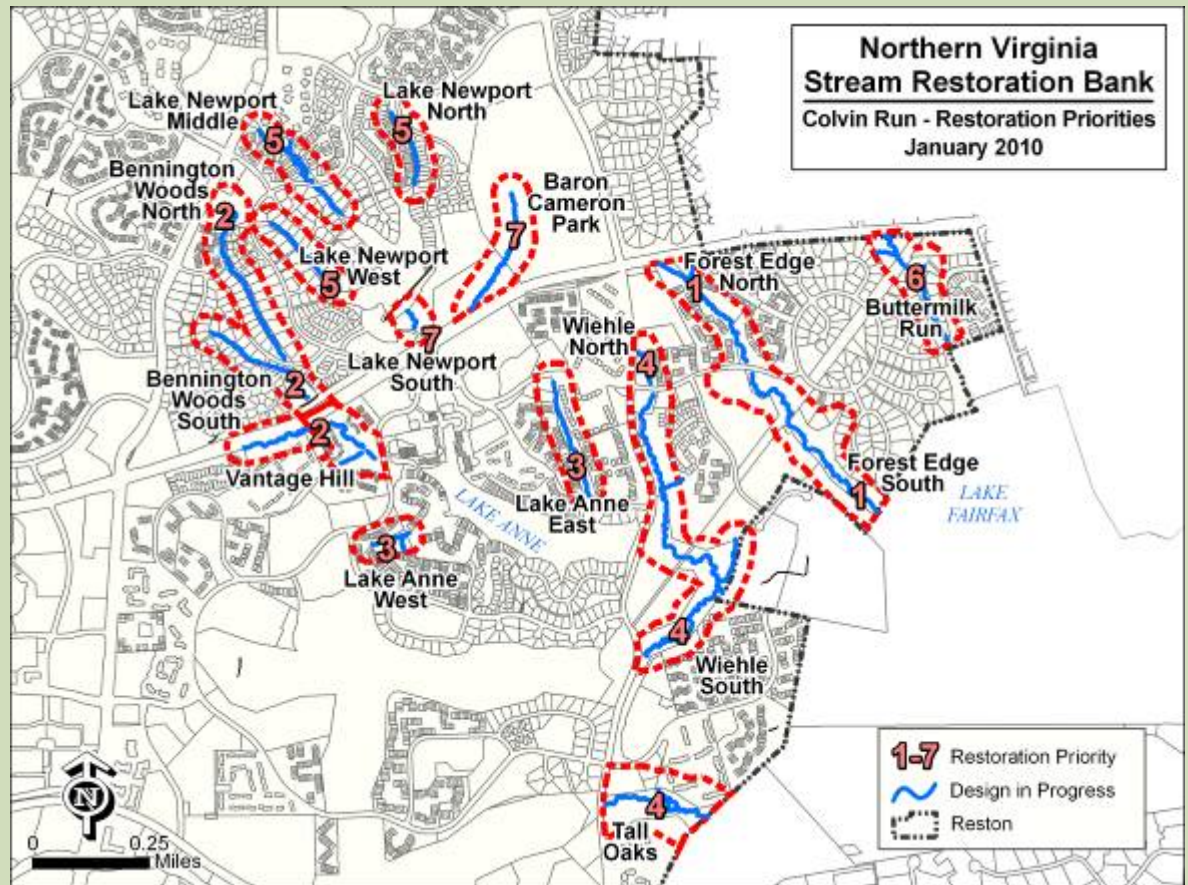 Northern Virginia
Stream Restoration Bank
Colvin Run - Restoration Priorities
January 2010
Lake Newport
Middle
5
Lake Newport
North
5
Bennington
Woods
North
2
Lake Newport
West
5
Baron
Cameron
Park
7
Lake Newport
South
7
Bennington
Woods
South
2
Vantage Hill
2
Forest Edge
North
1
Buttermilk
Run
6
Wiehle
North
4
Lake Anne
East
3
Forest Edge
South
1
LAKE
FAIRFAX
LAKE ANNE
Lake Anne
West
3
Wiehle
South
4
Tall
Oaks
4
1-7 Restoration Priority
Design in Progress
Reston
N
0 0.25
Miles